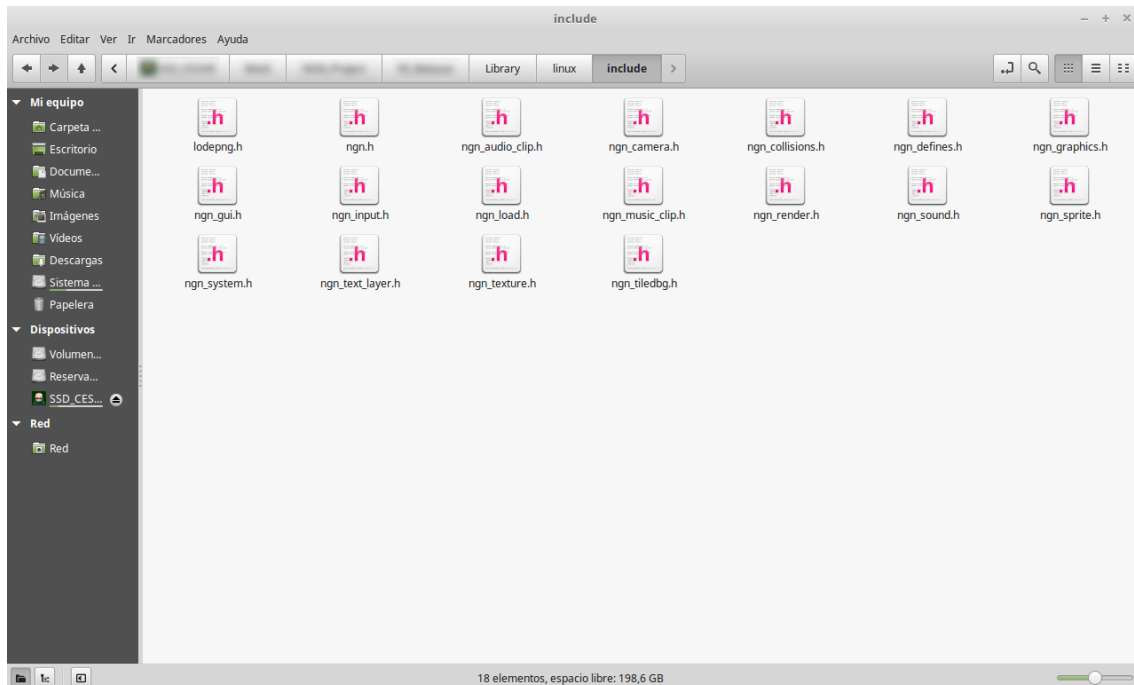 include
Archivo Editar Ver Ir Marcadores Ayuda
Library linux include
Mi equipo
Carpeta ...
Escritorio
Docume...
Música
Imágenes
Vídeos
Descargas
Sistema ...
Papelera
Dispositivos
Volumen...
Reserva...
SSD_CES...
Red
Red
.h .h .h .h .h .h .h
lodepng.h ngn.h ngn_audio_clip.h ngn_camera.h ngn_collisions.h ngn_defines.h ngn_graphics.h
.h .h .h .h .h .h .h
ngn_gui.h ngn_input.h ngn_load.h ngn_music_clip.h ngn_render.h ngn_sound.h ngn_sprite.h
.h .h .h .h
ngn_system.h ngn_text_layer.h ngn_texture.h ngn_tiledbg.h
18 elementos, espacio libre: 198,6 GB